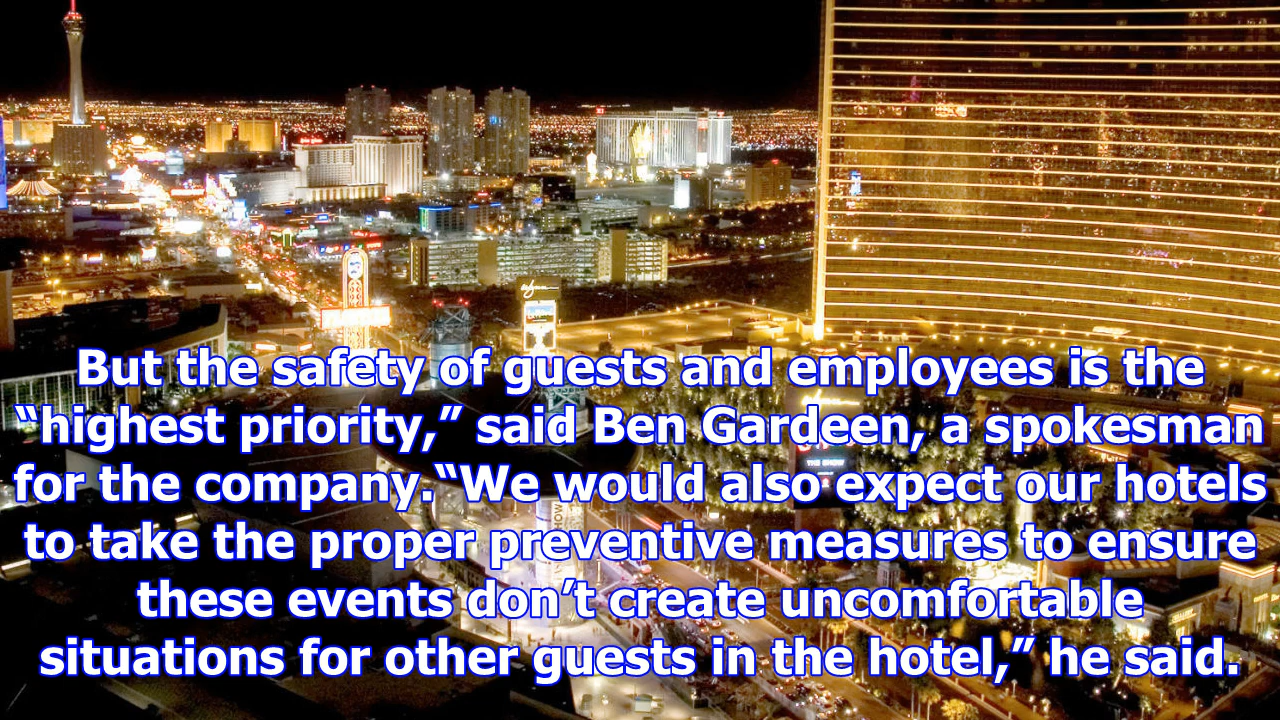 wynn
But the safety of guests and employees is the
“highest priority,” said Ben Gardeen, a spokesman
for the company.“We would also expect our hotels
to take the proper preventive measures to ensure
these events don’t create uncomfortable
situations for other guests in the hotel,” he said.